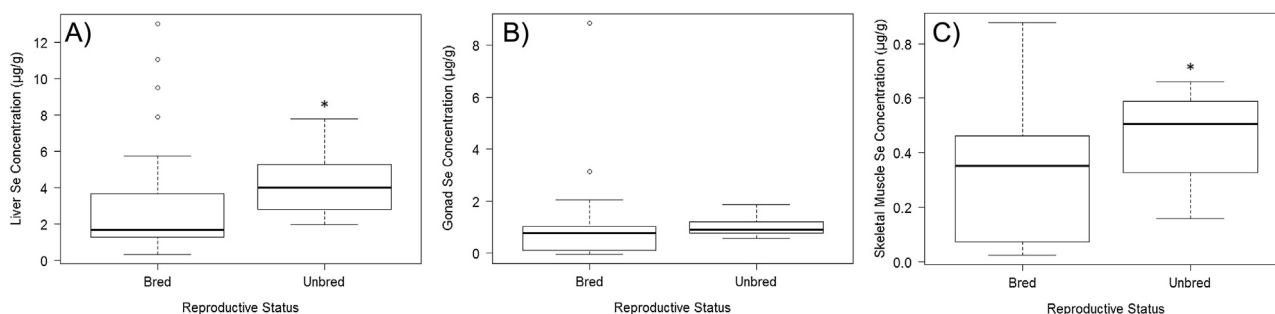 A)
Liver Se Concentration (µg/g)
12
10
8
6
4
2
0
*
Bred
Unbred
Reproductive Status
B)
Gonad Se Concentration (µg/g)
8
6
4
2
0
Bred
Unbred
Reproductive Status
C)
Skeletal Muscle Se Concentration (µg/g)
0.8
0.6
0.4
0.2
0.0
*
Bred
Unbred
Reproductive Status